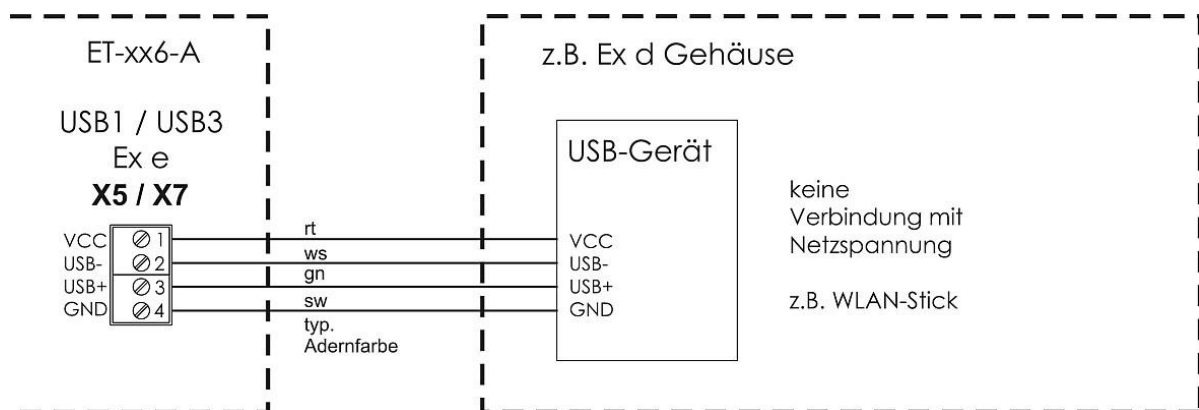 ET-xx6-A
USB1 / USB3
Ex e
X5 / X7
VCC 1
USB- 2
USB+ 3
GND 4
rt
ws
gn
sw
typ.
Adernfarbe
z.B. Ex d Gehäuse
USB-Gerät
VCC
USB-
USB+
GND
keine
Verbindung mit
Netzspannung
z.B. WLAN-Stick